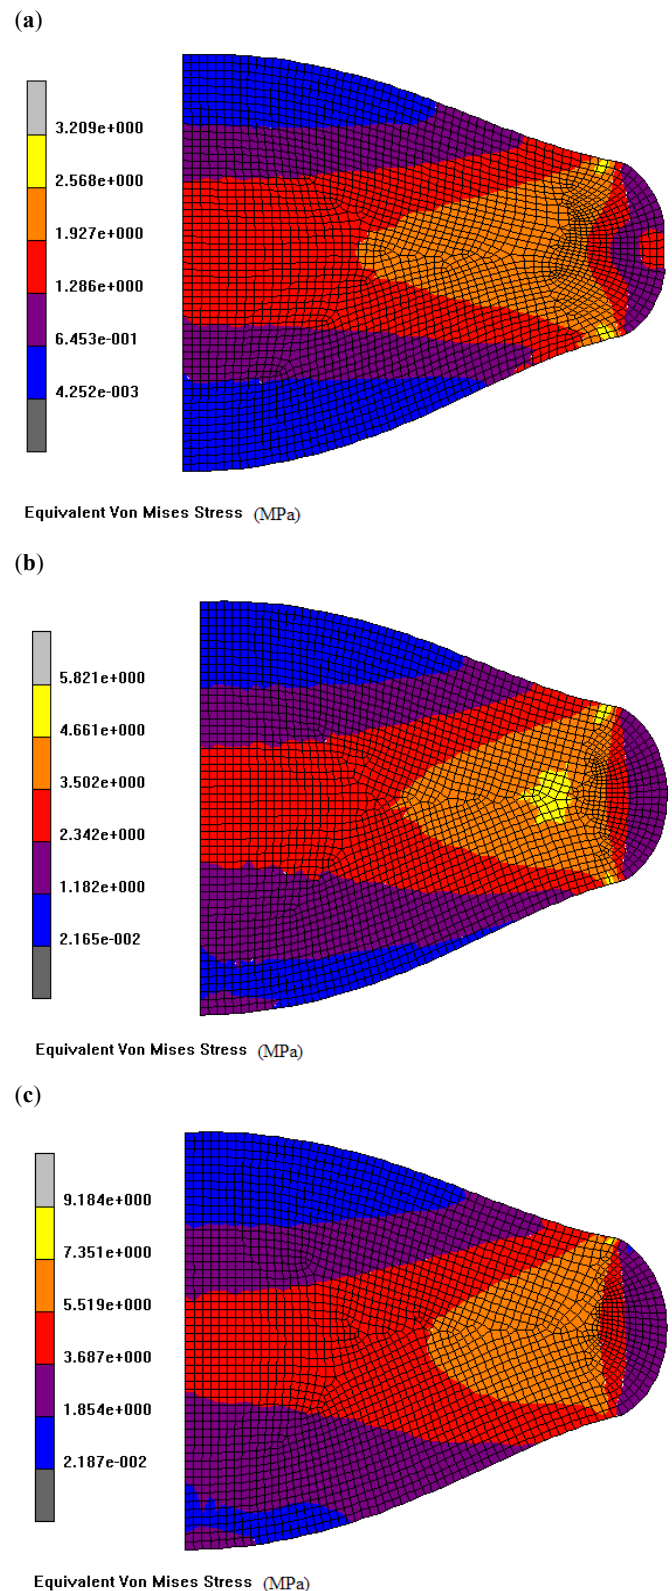 (a)
3.209e+000
2.568e+000
1.927e+000
1.286e+000
6.453e-001
4.252e-003
Equivalent Von Mises Stress (MPa)
(b)
5.821e+000
4.661e+000
3.502e+000
2.342e+000
1.182e+000
2.165e-002
Equivalent Von Mises Stress (MPa)
(c)
9.184e+000
7.351e+000
5.519e+000
3.687e+000
1.854e+000
2.187e-002
Equivalent Von Mises Stress (MPa)